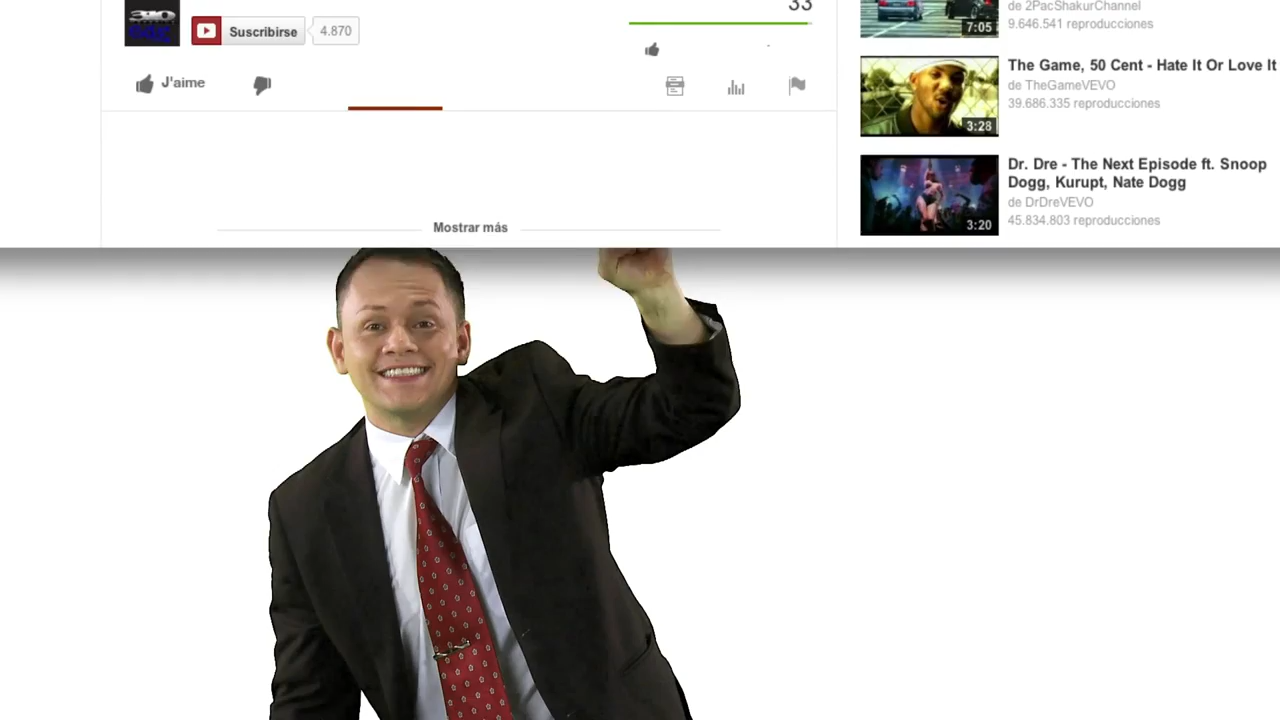 33
Suscribirse
4.870
J'aime
Mostrar más
de 2PacShakurChannel
9.646.541 reproducciones
7:05
The Game, 50 Cent - Hate It Or Love It
de TheGameVEVO
39.686.335 reproducciones
3:28
Dr. Dre - The Next Episode ft. Snoop
Dogg, Kurupt, Nate Dogg
de DrDreVEVO
45.834.803 reproducciones
3:20